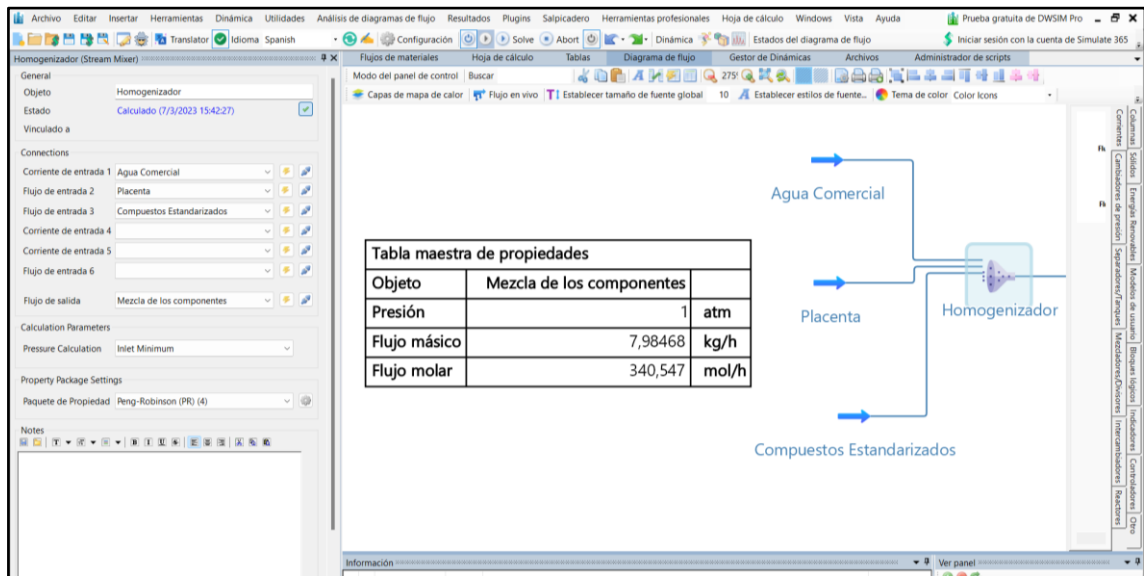 Archivo Editar Insertar Herramientas Dinámica Utilidades Análisis de diagramas de flujo Resultados Plugins Salpicadero Herramientas profesionales Hoja de cálculo Windows Vista Ayuda Prueba gratuita de DWSIM Pro
Translator Idioma Spanish Configuración Solve Abort Dinámica Estados del diagrama de flujo Iniciar sesión con la cuenta de Simulate 365
Homogenizador (Stream Mixer)
General
Objeto Homogenizador
Estado Calculado (7/3/2023 15:42:27)
Vinculado a
Connections
Corriente de entrada 1 Agua Comercial
Flujo de entrada 2 Placenta
Flujo de entrada 3 Compuestos Estandarizados
Corriente de entrada 4
Corriente de entrada 5
Flujo de entrada 6
Flujo de salida Mezcla de los componentes
Calculation Parameters
Pressure Calculation Inlet Minimum
Property Package Settings
Paquete de Propiedad Peng-Robinson (PR) (4)
Notes
Flujos de materiales Hoja de cálculo Tablas Diagrama de flujo Gestor de Dinámicas Archivos Administrador de scripts
Modo del panel de control Buscar 275%
Capas de mapa de calor Flujo en vivo Establecer tamaño de fuente global 10 Establecer estilos de fuente... Tema de color Color Icons
Agua Comercial
Placenta
Homogenizador
Compuestos Estandarizados
Tabla maestra de propiedades
Objeto Mezcla de los componentes
Presión 1 atm
Flujo másico 7,98468 kg/h
Flujo molar 340,547 mol/h
Columnas Sólidos Energías Renovables Modelos de usuario Bloques lógicos Indicadores Controladores Otro
Corrientes Cambiadores de presión Separadores/Tanques Mezcladores/Divisores Intercambiadores Reactores
Información
Ver panel